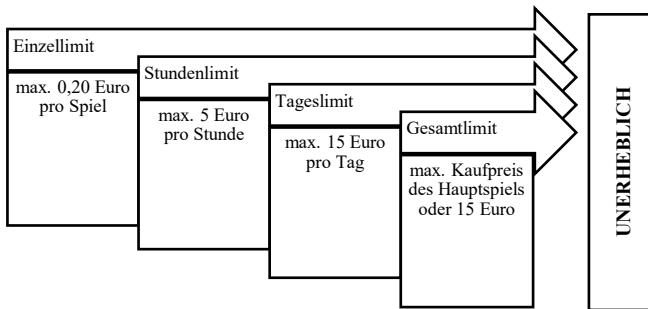 Einzellimit
max. 0,20 Euro
pro Spiel
Stundenlimit
max. 5 Euro
pro Stunde
Tageslimit
max. 15 Euro
pro Tag
Gesamtlimit
max. Kaufpreis
des Hauptspiels
oder 15 Euro
UNERHEBLICH